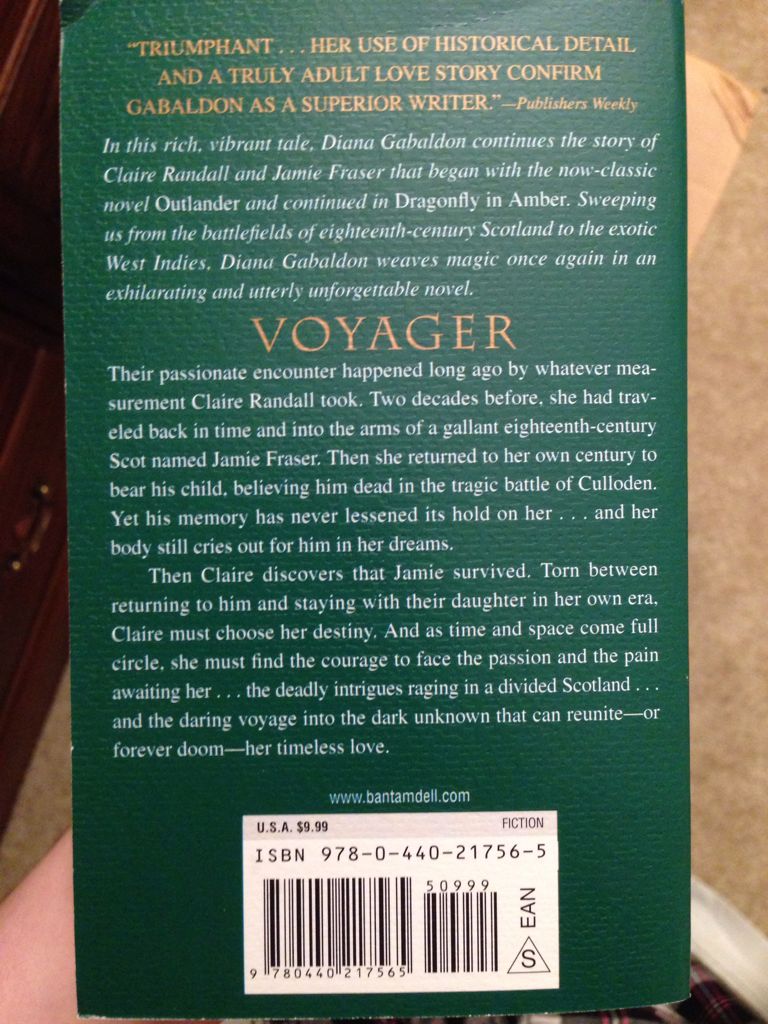 “TRIUMPHANT . . . HER USE OF HISTORICAL DETAIL
AND A TRULY ADULT LOVE STORY CONFIRM
GABALDON AS A SUPERIOR WRITER.”—Publishers Weekly
In this rich, vibrant tale, Diana Gabaldon continues the story of
Claire Randall and Jamie Fraser that began with the now-classic
novel Outlander and continued in Dragonfly in Amber. Sweeping
us from the battlefields of eighteenth-century Scotland to the exotic
West Indies, Diana Gabaldon weaves magic once again in an
exhilarating and utterly unforgettable novel.
VOYAGER
Their passionate encounter happened long ago by whatever mea-
surement Claire Randall took. Two decades before, she had trav-
eled back in time and into the arms of a gallant eighteenth-century
Scot named Jamie Fraser. Then she returned to her own century to
bear his child, believing him dead in the tragic battle of Culloden.
Yet his memory has never lessened its hold on her . . . and her
body still cries out for him in her dreams.
Then Claire discovers that Jamie survived. Torn between
returning to him and staying with their daughter in her own era,
Claire must choose her destiny. And as time and space come full
circle, she must find the courage to face the passion and the pain
awaiting her . . . the deadly intrigues raging in a divided Scotland . . .
and the daring voyage into the dark unknown that can reunite—or
forever doom—her timeless love.
www.bantamdell.com
U.S.A. $9.99 FICTION
ISBN 978-0-440-21756-5
50999
9 780440 217565
EAN
S